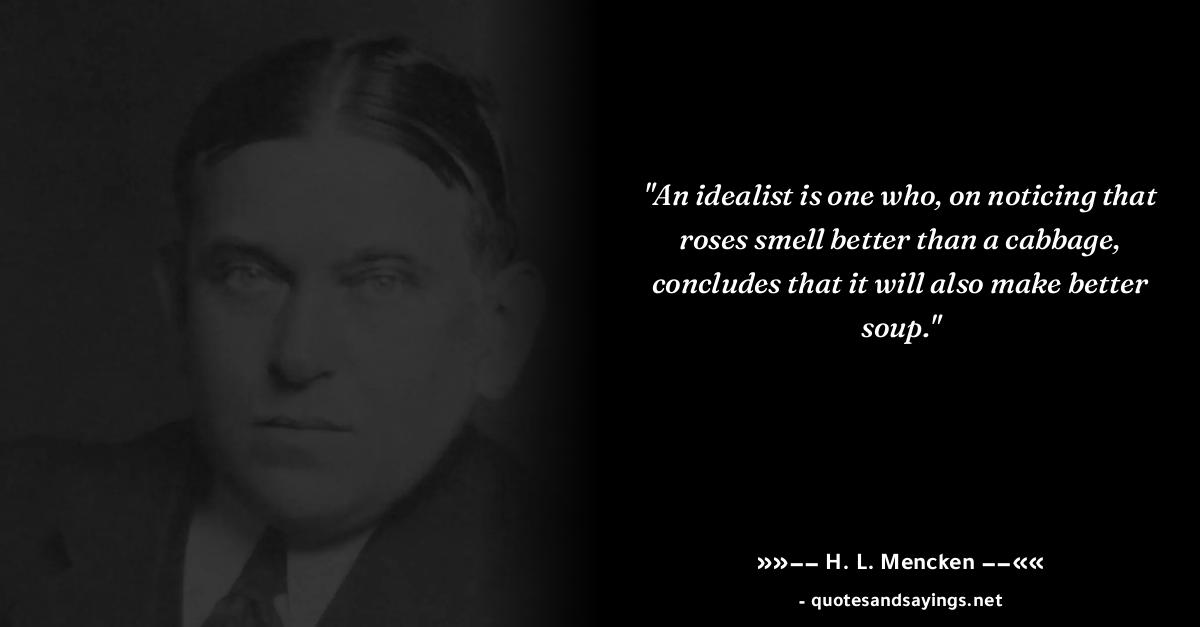 "An idealist is one who, on noticing that
roses smell better than a cabbage,
concludes that it will also make better
soup."
»»–– H. L. Mencken ––««
- quotesandsayings.net